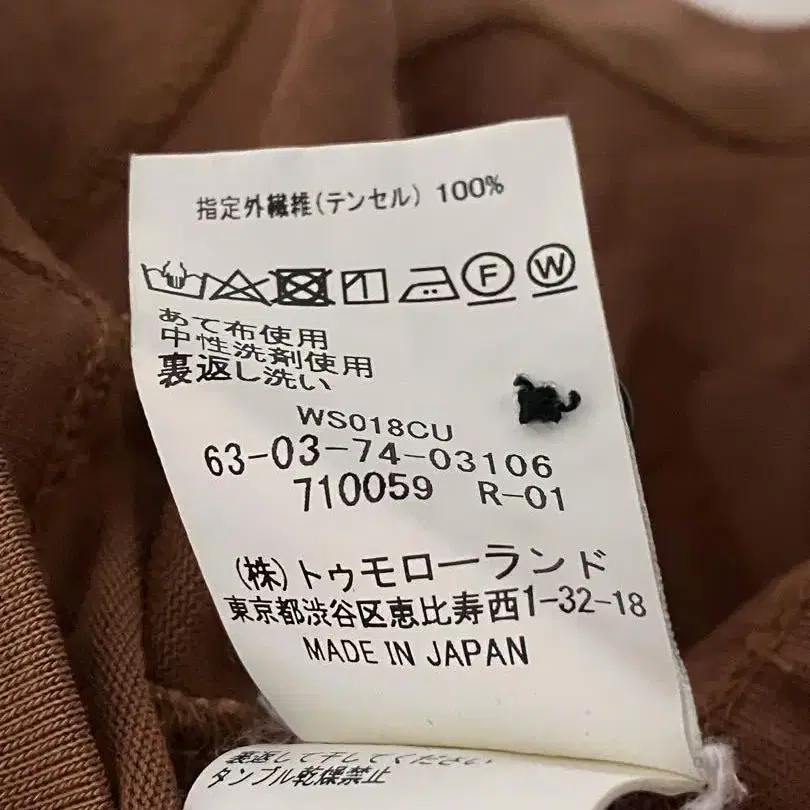 指定外繊維(テンセル) 100%
F W
あて布使用
中性洗剤使用
裏返し洗い
WS018CU
63-03-74-03106
710059 R-01
(株)トゥモローランド
東京都渋谷区恵比寿西1-32-18
MADE IN JAPAN
タンブル乾燥禁止